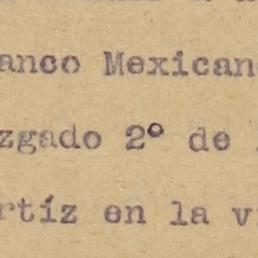 anco Mexican
zgado 2º de
rtíz en la v